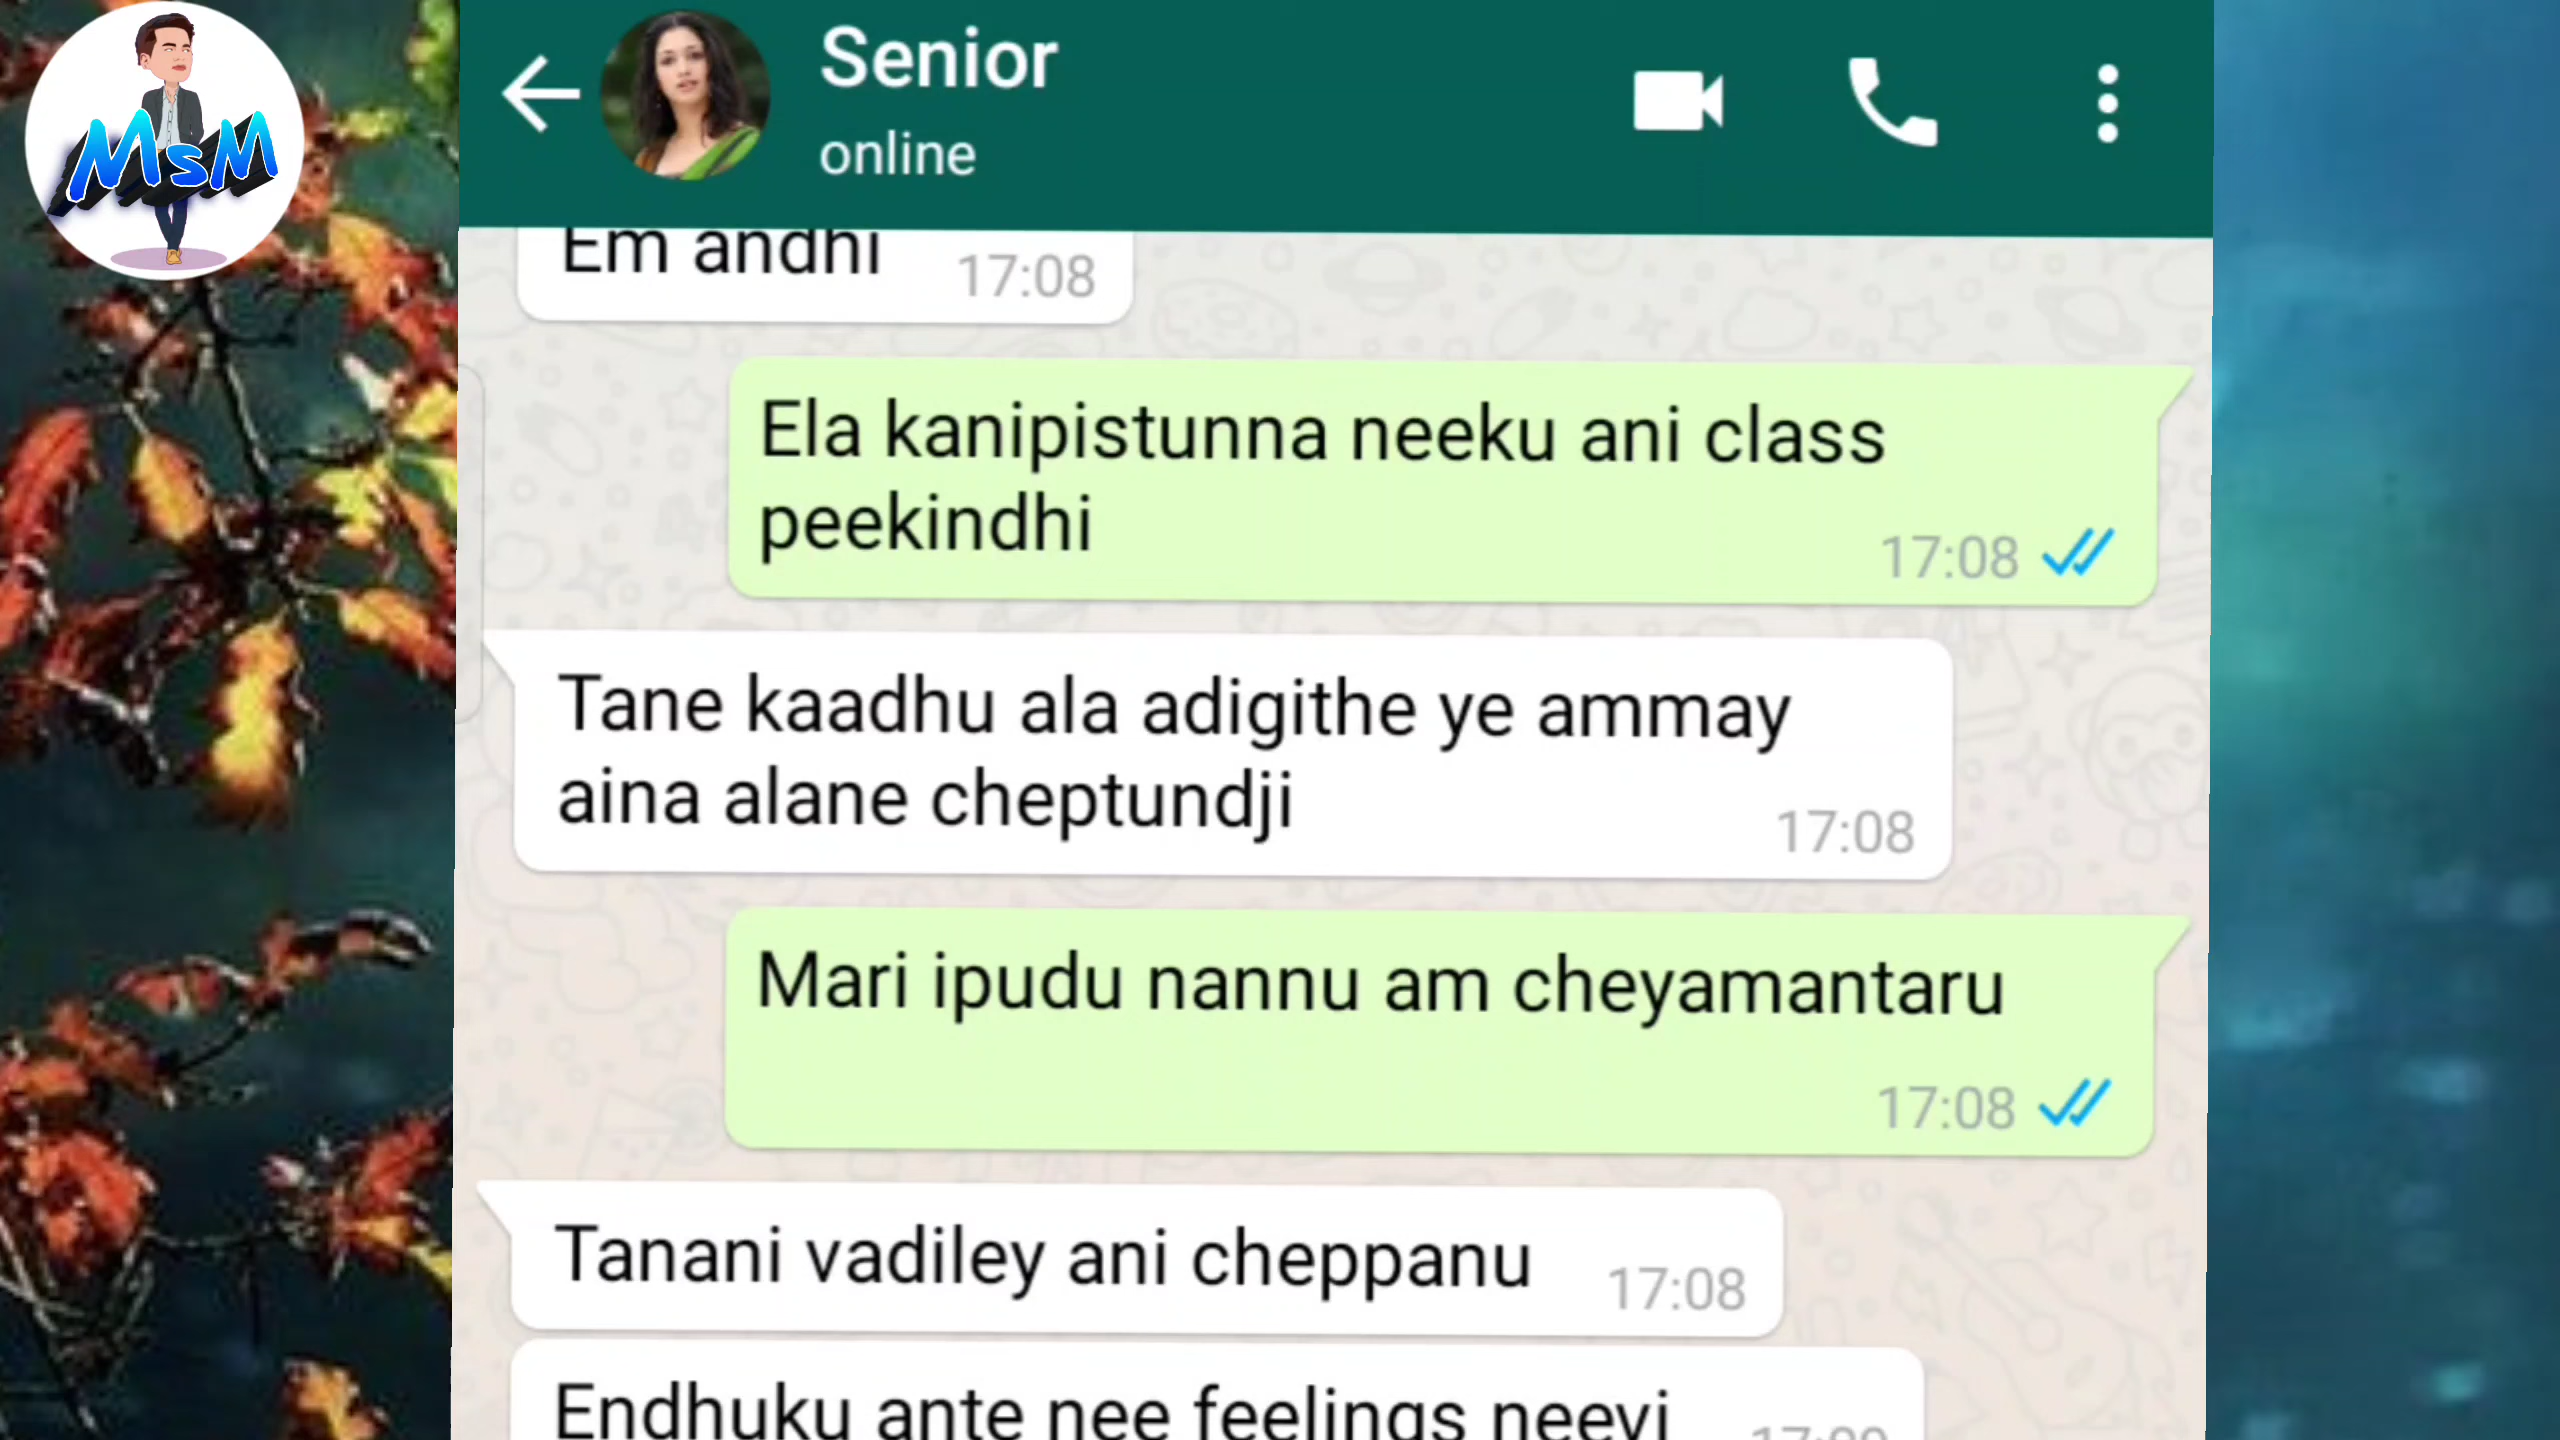 MsM
Senior
online
Em andhi
17:08
Ela kanipistunna neeku ani class
peekindhi
17:08
Tane kaadhu ala adigithe ye ammay
aina alane cheptundji
17:08
Mari ipudu nannu am cheyamantaru
17:08
Tanani vadiley ani cheppanu
17:08
Endhuku ante nee feelings neevi